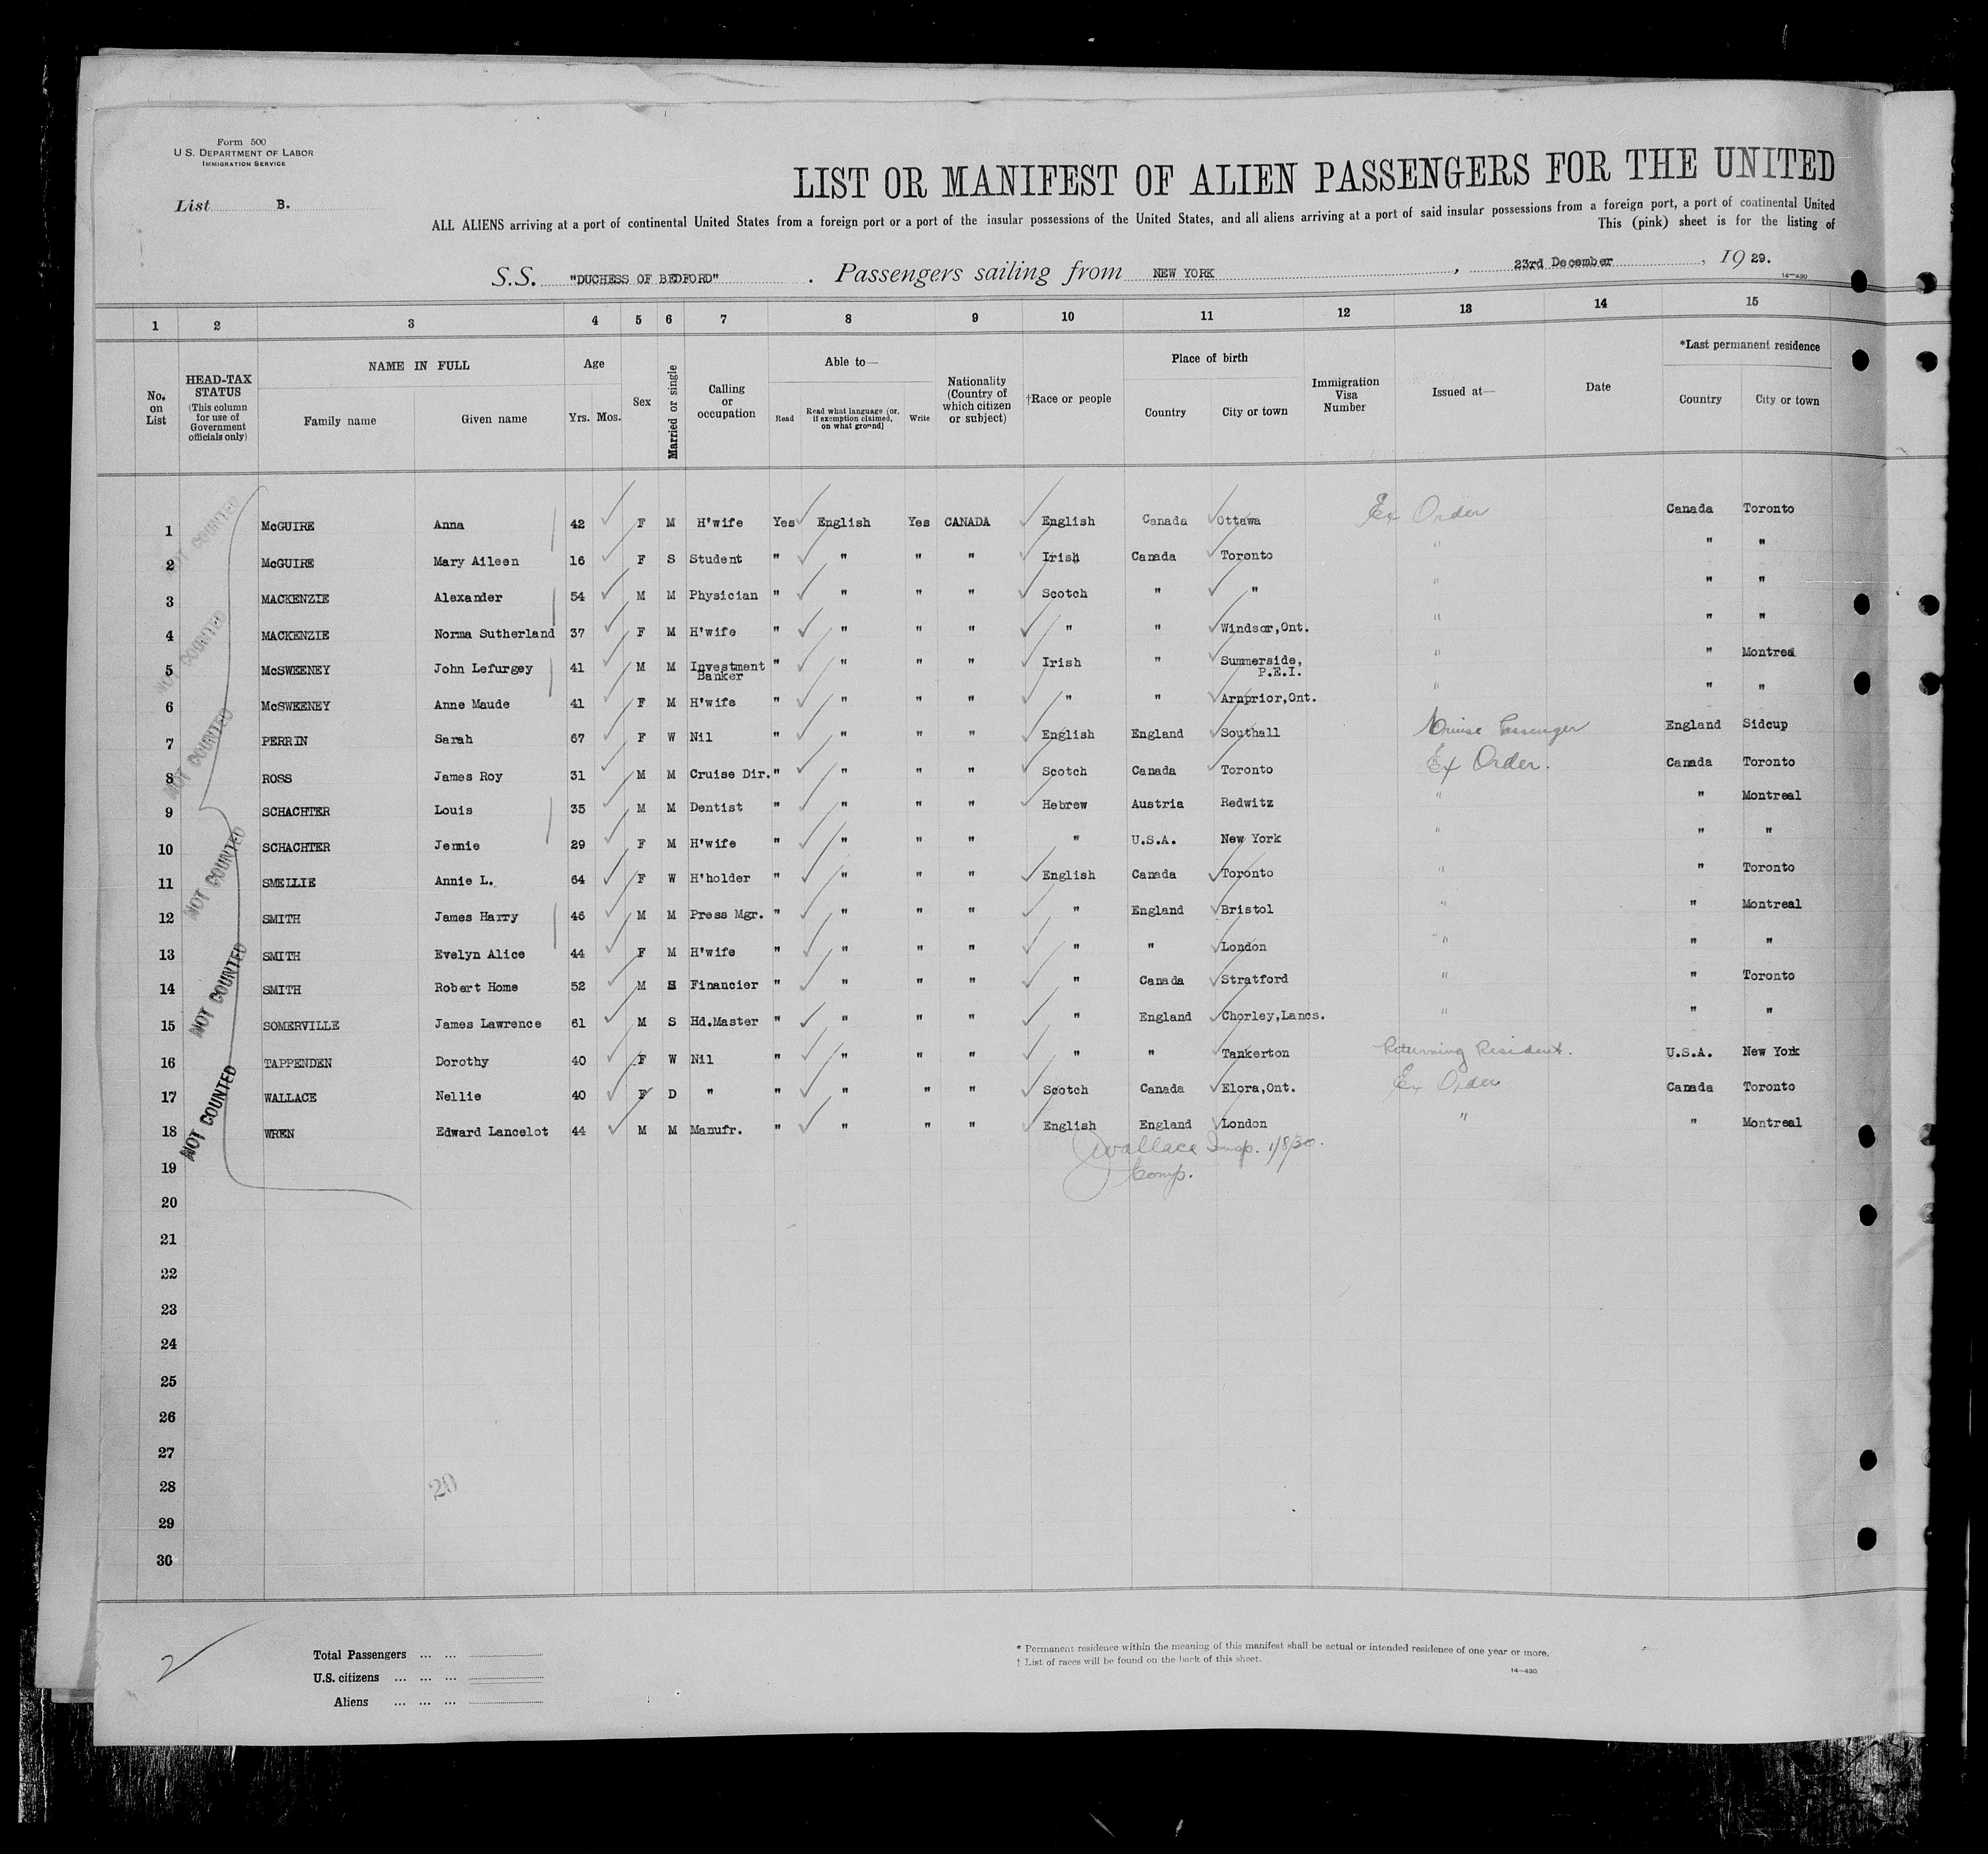 Form 500
U.S. DEPARTMENT OF LABOR
IMMIGRATION SERVICE
List B.
LIST OR MANIFEST OF ALIEN PASSENGERS FOR THE UNITED
ALL ALIENS arriving at a port of continental United States from a foreign port or a port of the insular possessions of the United States, and all aliens arriving at a port of said insular possessions from a foreign port, a port of continental United
This (pink) sheet is for the listing of
S.S. "DUCHESS OF BEDFORD" . Passengers sailing from NEW YORK , 23rd December , 19 29.
14—430
1 2 3 4 5 6 7 8 9 10 11 12 13 14 15
No. on List
HEAD-TAX STATUS (This column for use of Government officials only)
NAME IN FULL Family name Given name
Age Yrs. Mos.
Sex
Married or single
Calling or occupation
Able to— Read Read what language (or, if exemption claimed, on what ground) Write
Nationality (Country of which citizen or subject)
†Race or people
Place of birth Country City or town
Immigration Visa Number
Issued at—
Date
*Last permanent residence Country City or town
1 McGUIRE Anna 42 F M H'wife Yes English Yes CANADA English Canada Ottawa Ex Order Canada Toronto
2 McGUIRE Mary Aileen 16 F S Student " " " " Irish Canada Toronto " " "
3 MACKENZIE Alexander 54 M M Physician " " " " Scotch " " " " "
4 MACKENZIE Norma Sutherland 37 F M H'wife " " " " " " Windsor,Ont. " " "
5 McSWEENEY John Lefurgey 41 M M Investment Banker " " " " Irish " Summerside, P.E.I. " " Montreal
6 McSWEENEY Anne Maude 41 F M H'wife " " " " " " Arnprior,Ont. " " "
7 PERRIN Sarah 67 F W Nil " " " " English England Southall Cruise Passenger England Sidcup
8 ROSS James Roy 31 M M Cruise Dir. " " " " Scotch Canada Toronto Ex Order. Canada Toronto
9 SCHACHTER Louis 35 M M Dentist " " " " Hebrew Austria Redwitz " " Montreal
10 SCHACHTER Jennie 29 F M H'wife " " " " " U.S.A. New York " " "
11 SMELLIE Annie L. 64 F W H'holder " " " " English Canada Toronto " " Toronto
12 SMITH James Harry 46 M M Press Mgr. " " " " " England Bristol " " Montreal
13 SMITH Evelyn Alice 44 F M H'wife " " " " " " London " " "
14 SMITH Robert Home 52 M S Financier " " " " " Canada Stratford " " Toronto
15 SOMERVILLE James Lawrence 61 M S Hd.Master " " " " " England Chorley,Lancs. " " "
16 TAPPENDEN Dorothy 40 F W Nil " " " " " " Tankerton Returning Resident. U.S.A. New York
17 WALLACE Nellie 40 F D " " " " " Scotch Canada Elora,Ont. Ex Order Canada Toronto
18 WREN Edward Lancelot 44 M M Manufr. " " " " English England London " " Montreal
NOT COUNTED
NOT COUNTED
NOT COUNTED
NOT COUNTED
NOT COUNTED
NOT COUNTED
19 Wallace Insp. 1/8/30.
Comp.
20
21
22
23
24
25
26
27
28 20
29
30
2
Total Passengers ... ...
U.S. citizens ... ... ...
Aliens ... ... ...
* Permanent residence within the meaning of this manifest shall be actual or intended residence of one year or more.
† List of races will be found on the back of this sheet.
14—430